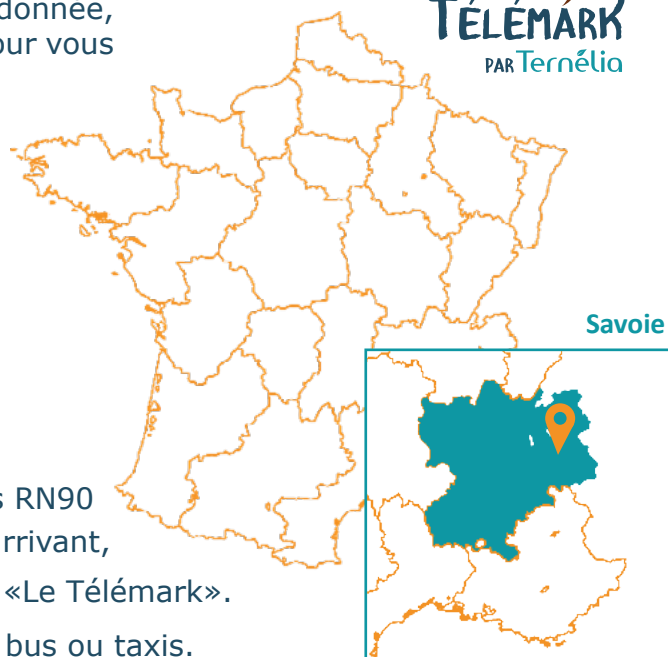 donnée,
our vous
TÉLÉMARK
PAR Ternélia
Savoie
s RN90
rrivant,
«Le Télémark».
bus ou taxis.